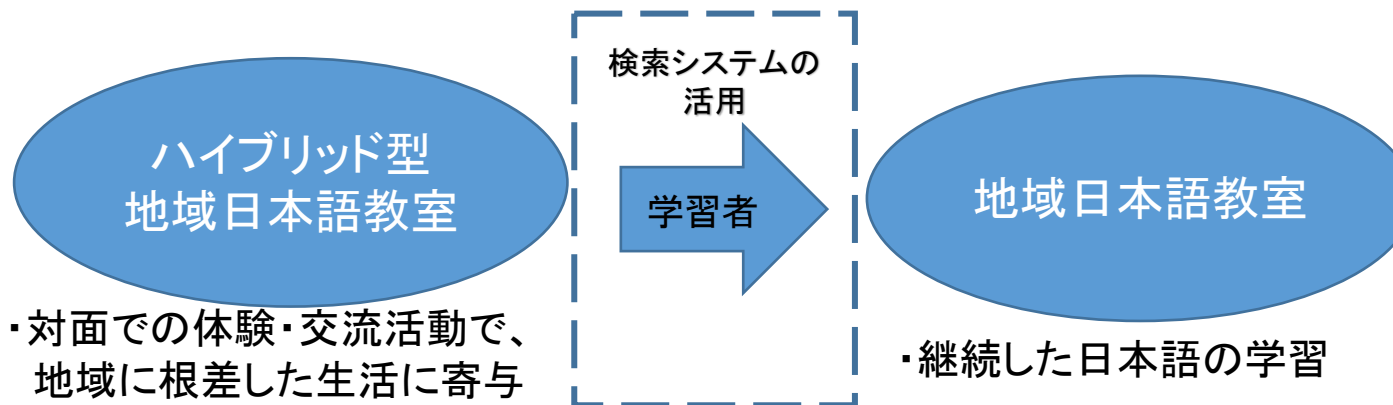 ハイブリッド型
地域日本語教室
・対面での体験・交流活動で、
地域に根差した生活に寄与
検索システムの
活用
学習者
地域日本語教室
・継続した日本語の学習